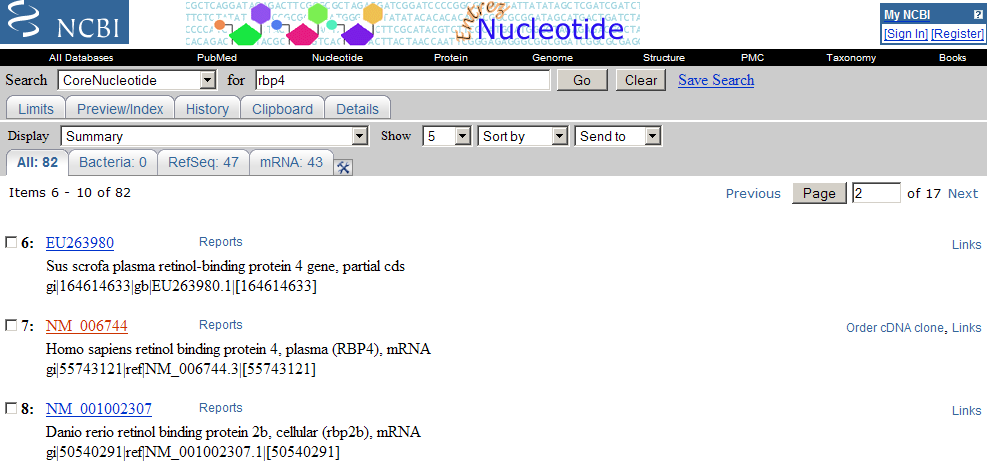 NCBI
Entrez Nucleotide
My NCBI ?
[Sign In] [Register]
All Databases PubMed Nucleotide Protein Genome Structure PMC Taxonomy Books
Search CoreNucleotide for rbp4 Go Clear Save Search
Limits Preview/Index History Clipboard Details
Display Summary Show 5 Sort by Send to
All: 82 Bacteria: 0 RefSeq: 47 mRNA: 43
Items 6 - 10 of 82 Previous Page 2 of 17 Next
6: EU263980 Reports Links
Sus scrofa plasma retinol-binding protein 4 gene, partial cds
gi|164614633|gb|EU263980.1|[164614633]
7: NM_006744 Reports Order cDNA clone, Links
Homo sapiens retinol binding protein 4, plasma (RBP4), mRNA
gi|55743121|ref|NM_006744.3|[55743121]
8: NM_001002307 Reports Links
Danio rerio retinol binding protein 2b, cellular (rbp2b), mRNA
gi|50540291|ref|NM_001002307.1|[50540291]